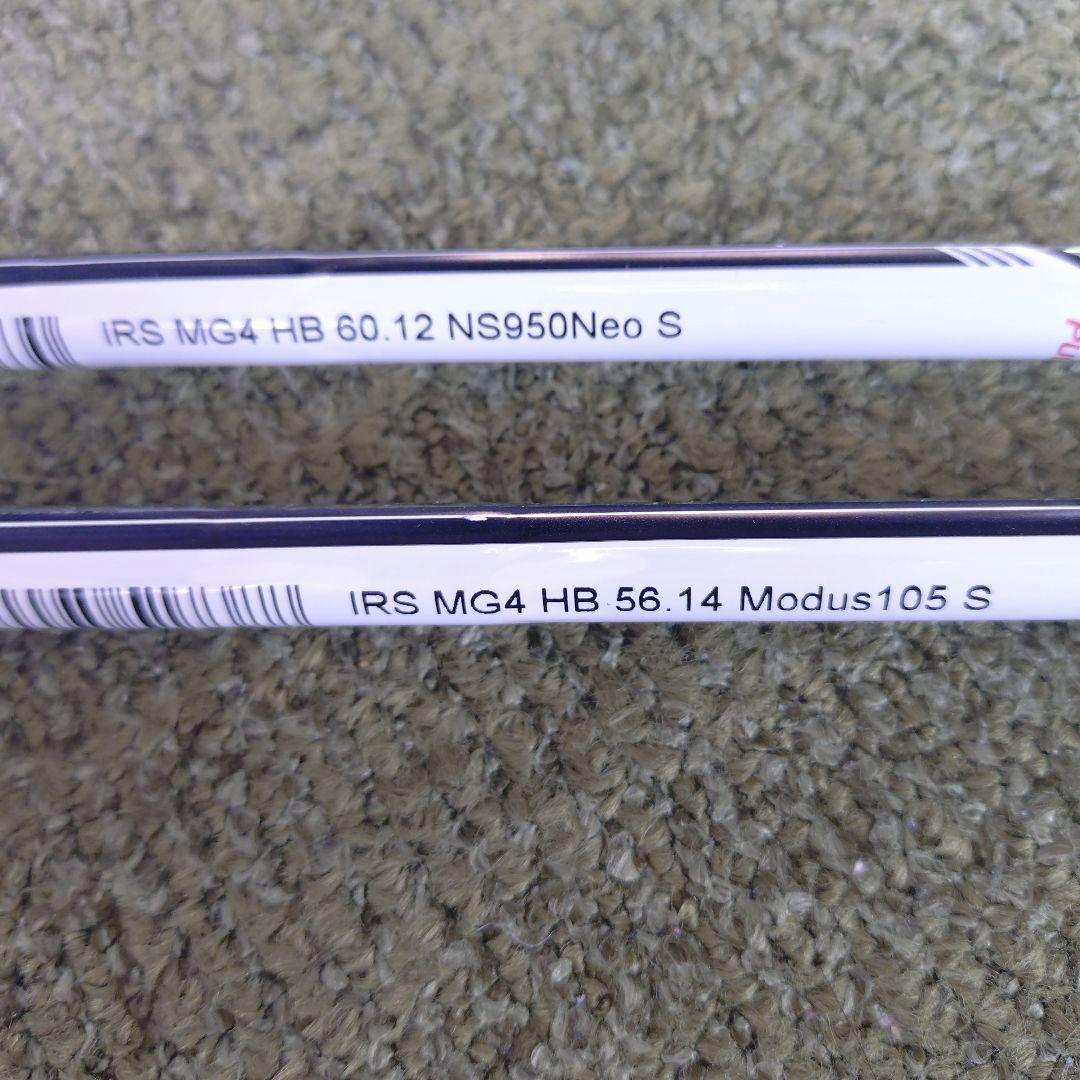 IRS MG4 HB 60.12 NS950Neo S
IRS MG4 HB 56.14 Modus105 S